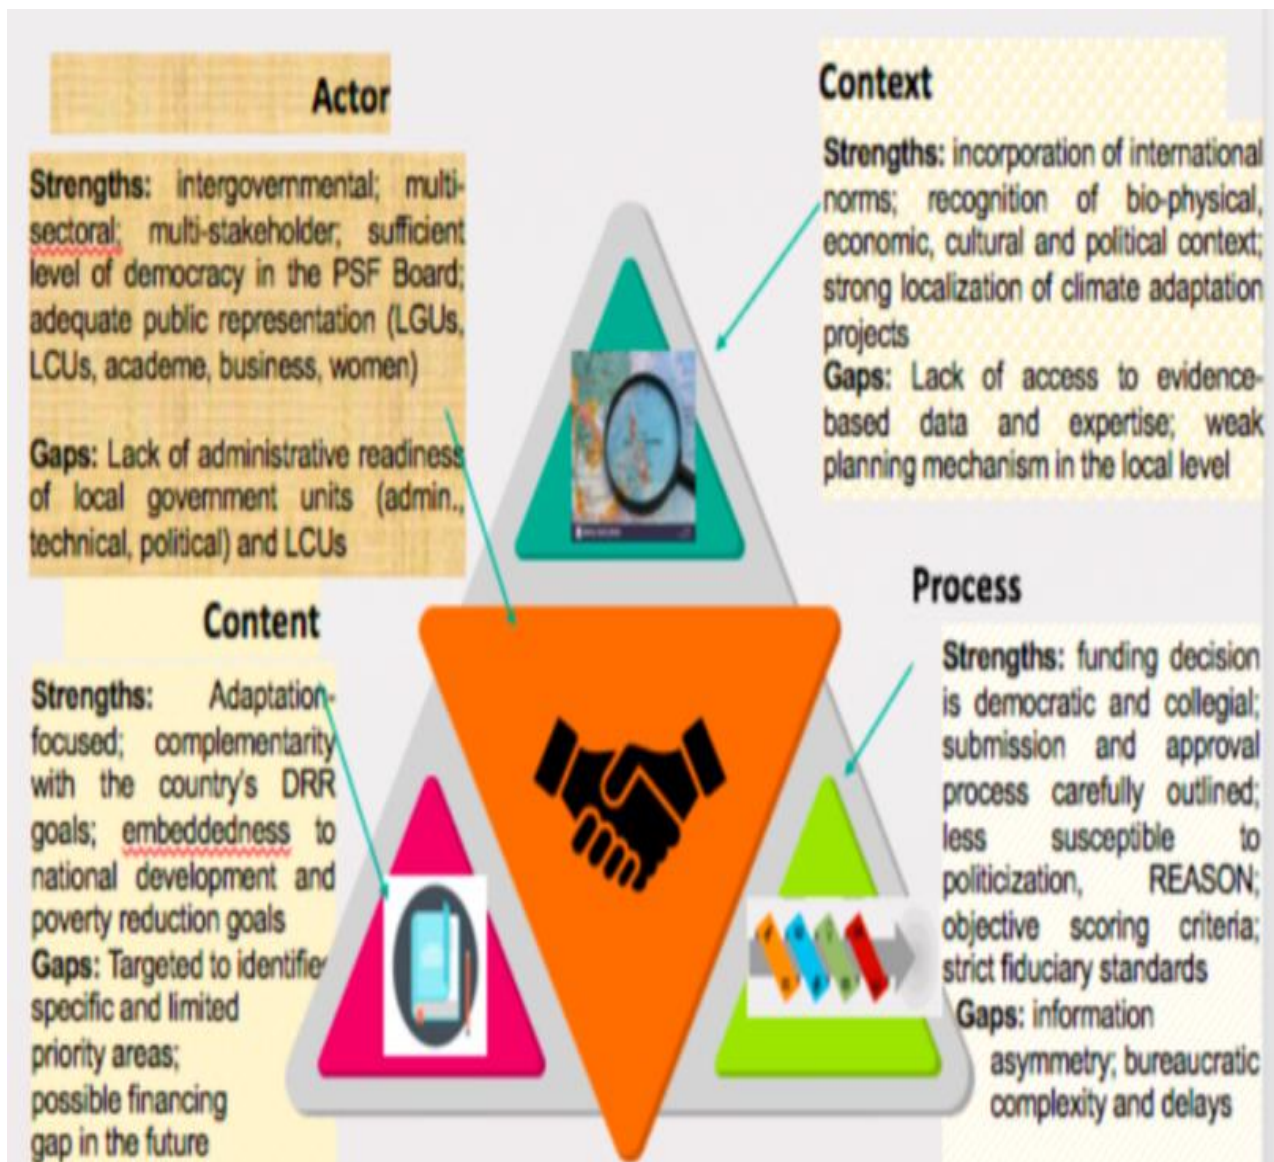 Actor
Strengths: intergovernmental; multi-
sectoral; multi-stakeholder; sufficient
level of democracy in the PSF Board;
adequate public representation (LGUs,
LCUs, academe, business, women)
Gaps: Lack of administrative readiness
of local government units (admin.,
technical, political) and LCUs
Context
Strengths: incorporation of international
norms; recognition of bio-physical,
economic, cultural and political context;
strong localization of climate adaptation
projects
Gaps: Lack of access to evidence-
based data and expertise; weak
planning mechanism in the local level
Content
Strengths: Adaptation-
focused; complementarity
with the country's DRR
goals; embeddedness to
national development and
poverty reduction goals
Gaps: Targeted to identified
specific and limited
priority areas;
possible financing
gap in the future
Process
Strengths: funding decision
is democratic and collegial;
submission and approval
process carefully outlined;
less susceptible to
politicization, REASON;
objective scoring criteria;
strict fiduciary standards
Gaps: information
asymmetry; bureaucratic
complexity and delays